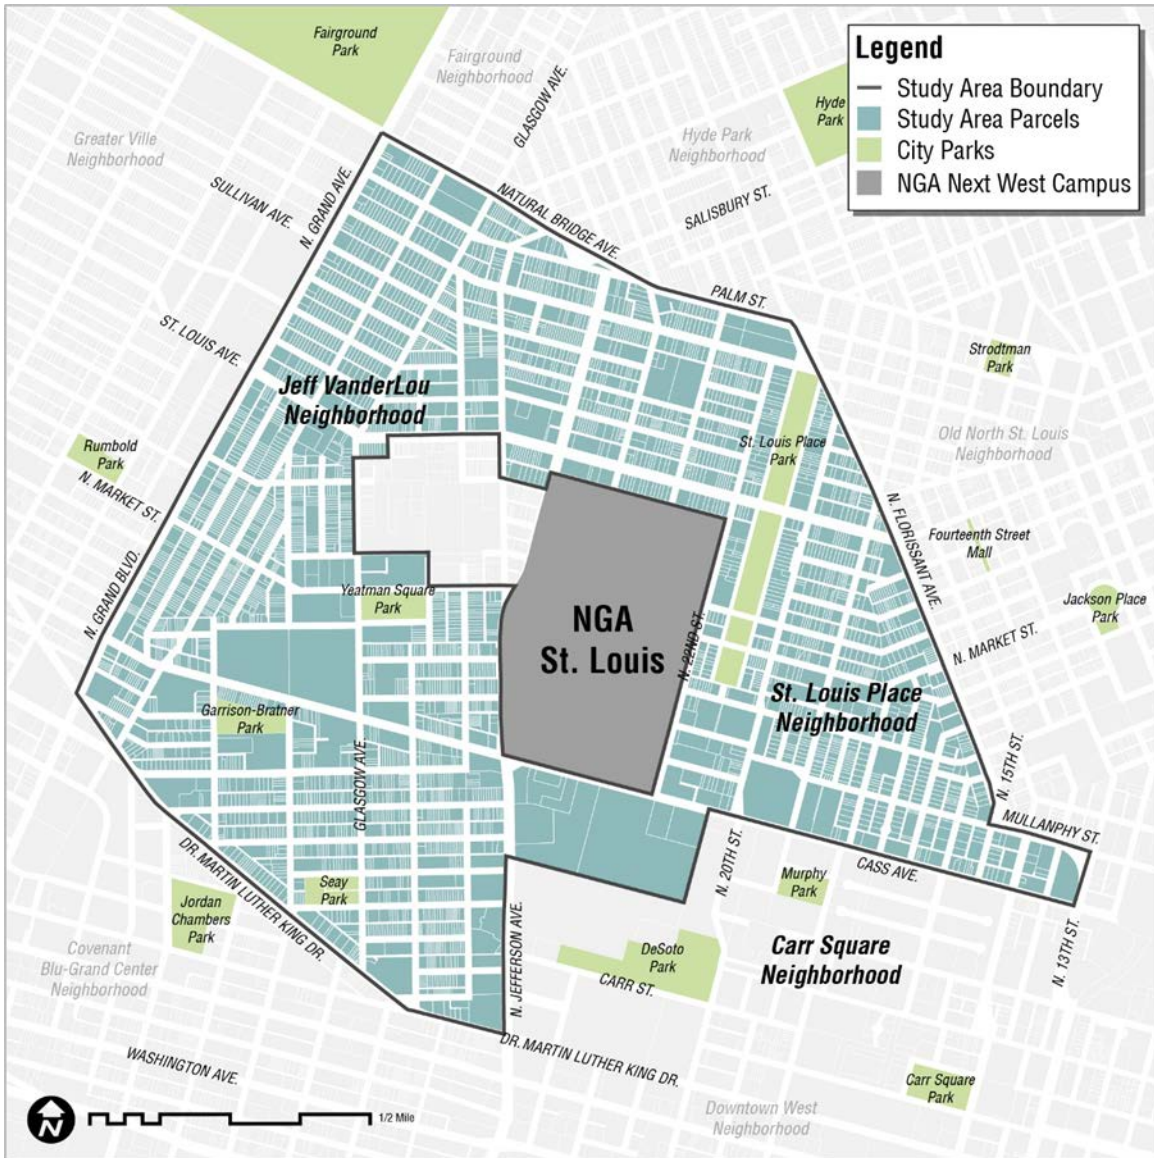 Fairground
Park
Fairground
Neighborhood
GLASGOW AVE.
Legend
Study Area Boundary
Study Area Parcels
City Parks
NGA Next West Campus
Hyde
Park
Hyde Park
Neighborhood
Greater Ville
Neighborhood
SULLIVAN AVE.
N. GRAND AVE.
NATURAL BRIDGE AVE.
SALISBURY ST.
PALM ST.
ST. LOUIS AVE.
Strodtman
Park
Jeff VanderLou
Neighborhood
St. Louis Place
Park
Old North St. Louis
Neighborhood
Rumbold
Park
N. MARKET ST.
N. FLORISSANT AVE.
Fourteenth Street
Mall
N. GRAND BLVD.
Yeatman Square
Park
Jackson Place
Park
NGA
St. Louis
N. 22ND ST.
N. MARKET ST.
St. Louis Place
Neighborhood
Garrison-Bratner
Park
GLASGOW AVE.
N. 15TH ST.
MULLANPHY ST.
DR. MARTIN LUTHER KING DR.
N. 20TH ST.
CASS AVE.
Seay
Park
Murphy
Park
Jordan
Chambers
Park
N. JEFFERSON AVE.
DeSoto
Park
Carr Square
Neighborhood
N. 13TH ST.
Covenant
Blu-Grand Center
Neighborhood
CARR ST.
DR. MARTIN LUTHER KING DR.
WASHINGTON AVE.
Carr Square
Park
Downtown West
Neighborhood
N
1/2 Mile